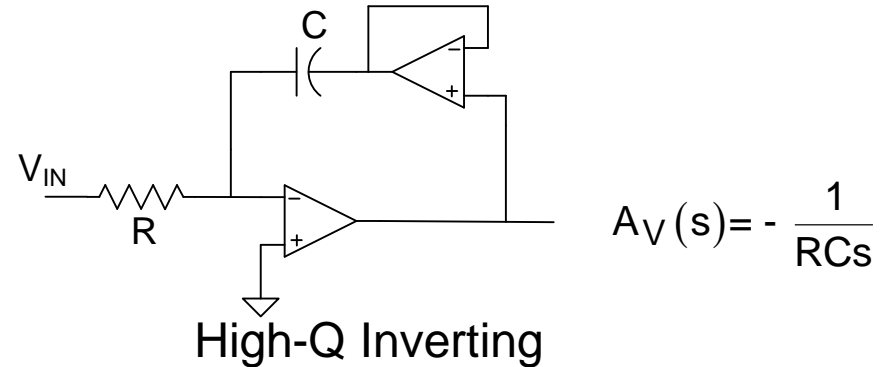 C
−
+
V_IN
R
−
+
A_V(s)= - 1/RCs
High-Q Inverting